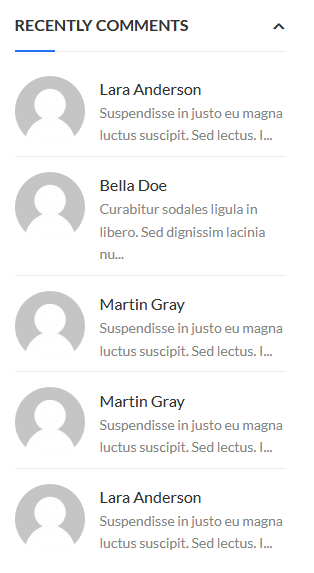 RECENTLY COMMENTS
Lara Anderson
Suspendisse in justo eu magna
luctus suscipit. Sed lectus. I...
Bella Doe
Curabitur sodales ligula in
libero. Sed dignissim lacinia
nu...
Martin Gray
Suspendisse in justo eu magna
luctus suscipit. Sed lectus. I...
Martin Gray
Suspendisse in justo eu magna
luctus suscipit. Sed lectus. I...
Lara Anderson
Suspendisse in justo eu magna
luctus suscipit. Sed lectus. I...